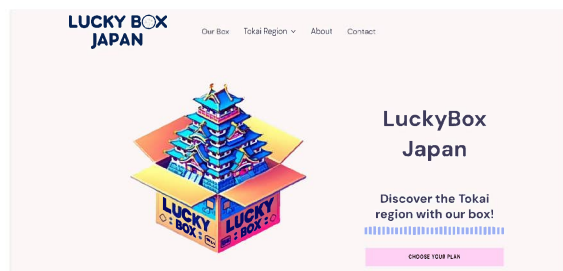 LUCKY BOX
JAPAN
Our Box
Tokai Region
About
Contact
LuckyBox
Japan
Discover the Tokai
region with our box!
CHOOSE YOUR PLAN
LUCKY
BOX
LUCKY
BOX